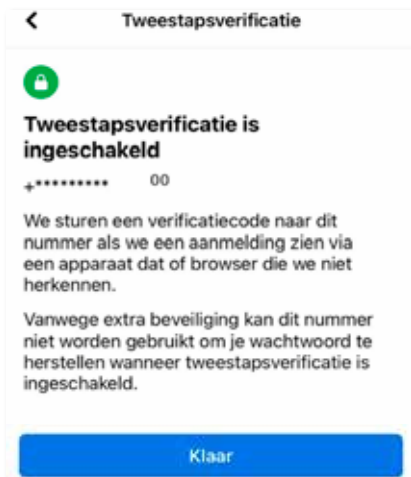 Tweestapsverificatie
Tweestapsverificatie is
ingeschakeld
+********* 00
We sturen een verificatiecode naar dit
nummer als we een aanmelding zien via
een apparaat dat of browser die we niet
herkennen.
Vanwege extra beveiliging kan dit nummer
niet worden gebruikt om je wachtwoord te
herstellen wanneer tweestapsverificatie is
ingeschakeld.
Klaar